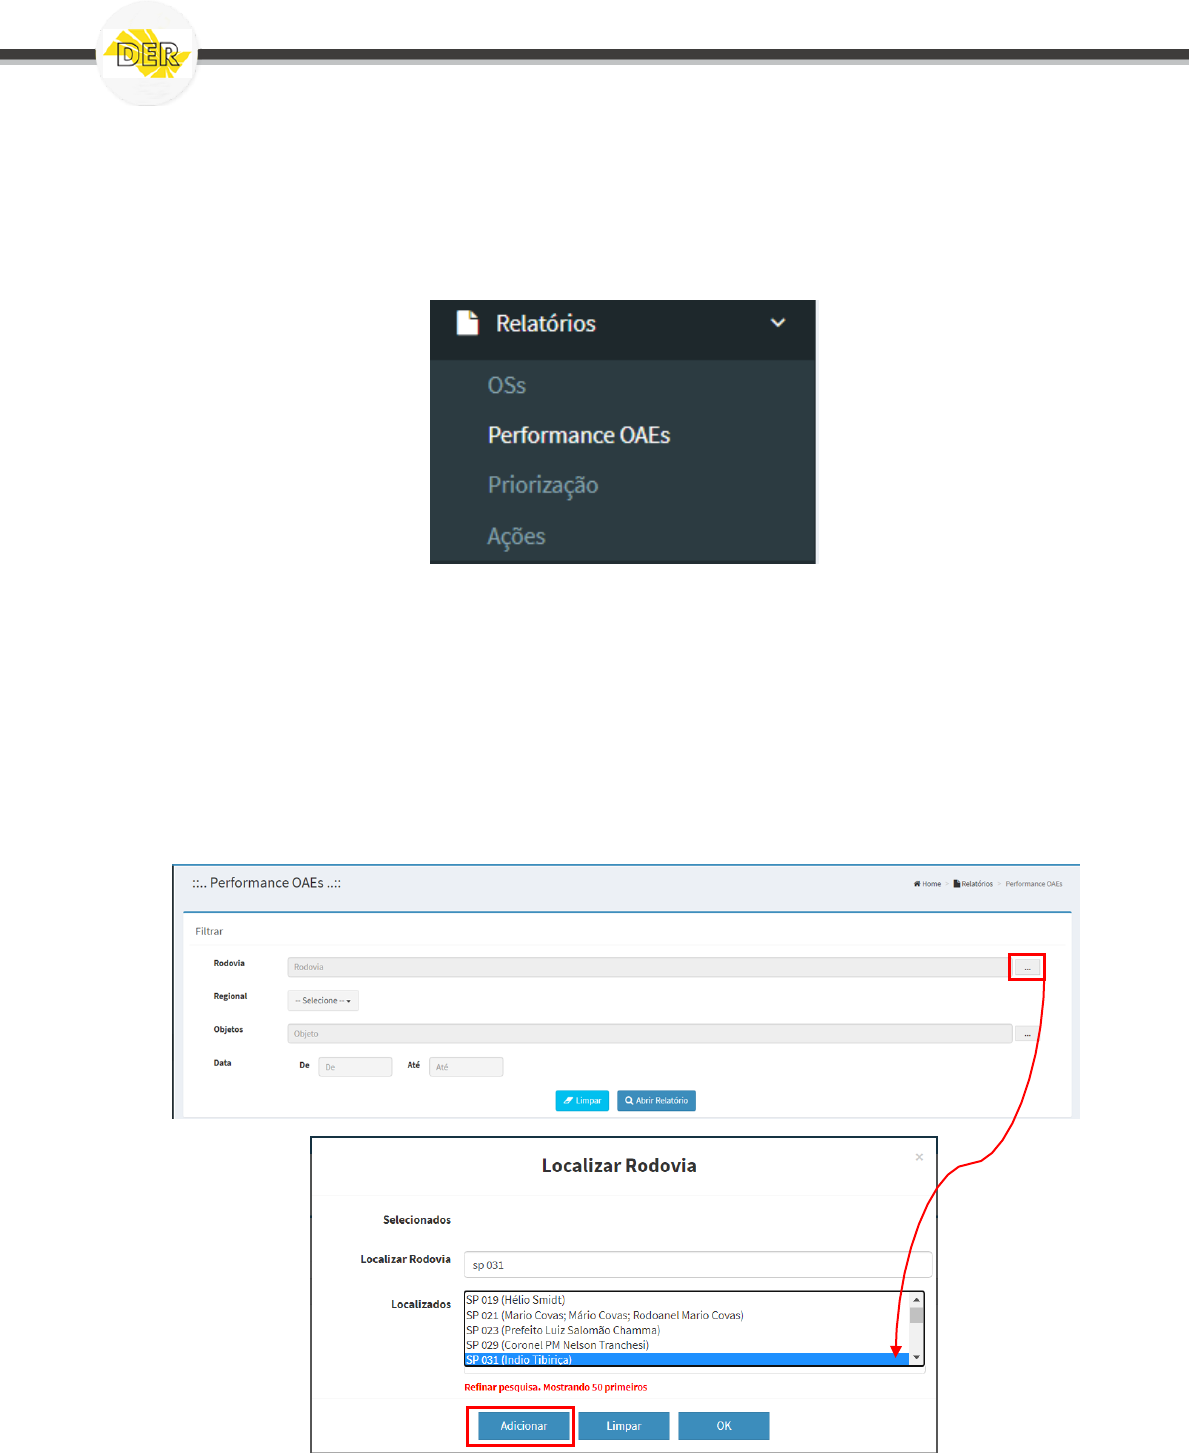 DER
Relatórios
OSs
Performance OAEs
Priorização
Ações
::.. Performance OAEs ..::
Home > Relatórios > Performance OAEs
Filtrar
Rodovia Rodovia ...
Regional -- Selecione --
Objetos Objeto ...
Data De De Até Até
Limpar Abrir Relatório
Localizar Rodovia ×
Selecionados
Localizar Rodovia sp 031
Localizados
SP 019 (Hélio Smidt)
SP 021 (Mario Covas; Mário Covas; Rodoanel Mario Covas)
SP 023 (Prefeito Luiz Salomão Chamma)
SP 029 (Coronel PM Nelson Tranchesi)
SP 031 (Indio Tibiriça)
Refinar pesquisa. Mostrando 50 primeiros
Adicionar Limpar OK